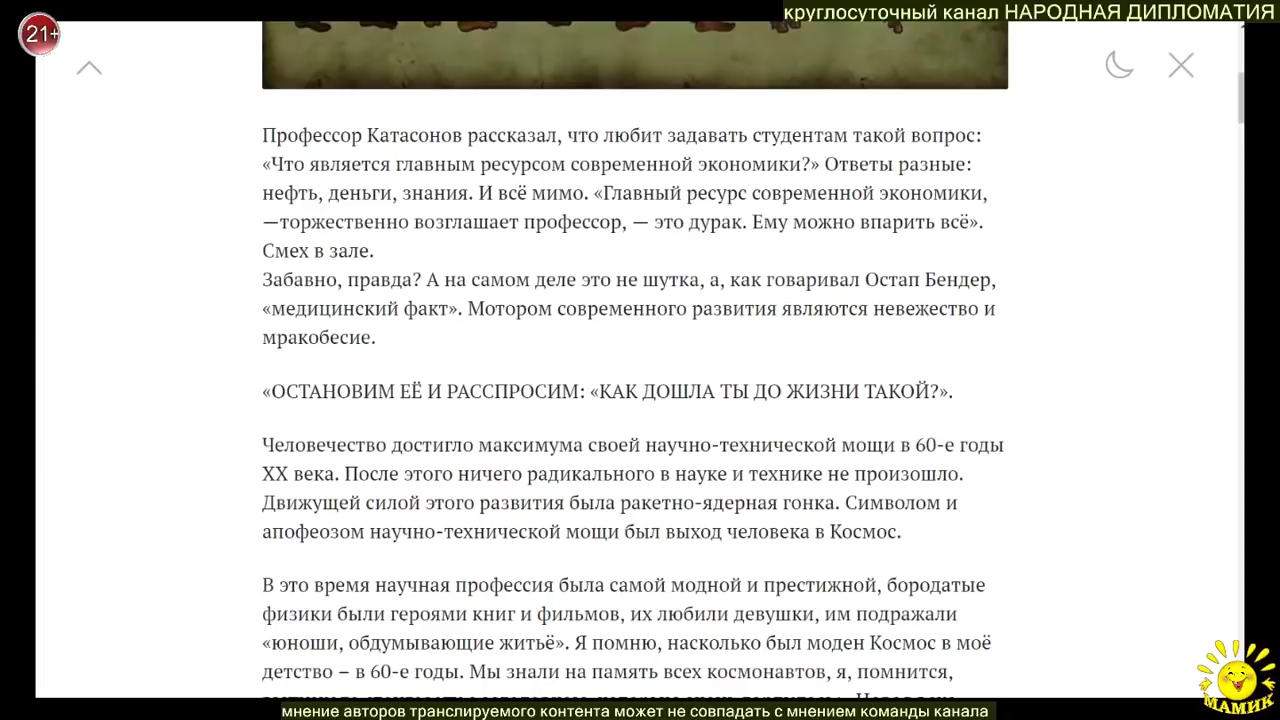 круглосуточный канал НАРОДНАЯ ДИПЛОМАТИЯ
21+
Профессор Катасонов рассказал, что любит задавать студентам такой вопрос:
«Что является главным ресурсом современной экономики?» Ответы разные:
нефть, деньги, знания. И всё мимо. «Главный ресурс современной экономики,
—торжественно возглашает профессор, — это дурак. Ему можно впарить всё».
Смех в зале.
Забавно, правда? А на самом деле это не шутка, а, как говаривал Остап Бендер,
«медицинский факт». Мотором современного развития являются невежество и
мракобесие.
«ОСТАНОВИМ ЕЁ И РАССПРОСИМ: «КАК ДОШЛА ТЫ ДО ЖИЗНИ ТАКОЙ?».
Человечество достигло максимума своей научно-технической мощи в 60-е годы
ХХ века. После этого ничего радикального в науке и технике не произошло.
Движущей силой этого развития была ракетно-ядерная гонка. Символом и
апофеозом научно-технической мощи был выход человека в Космос.
В это время научная профессия была самой модной и престижной, бородатые
физики были героями книг и фильмов, их любили девушки, им подражали
«юноши, обдумывающие житьё». Я помню, насколько был моден Космос в моё
детство – в 60-е годы. Мы знали на память всех космонавтов, я, помнится,
МАМИК
мнение авторов транслируемого контента может не совпадать с мнением команды канала